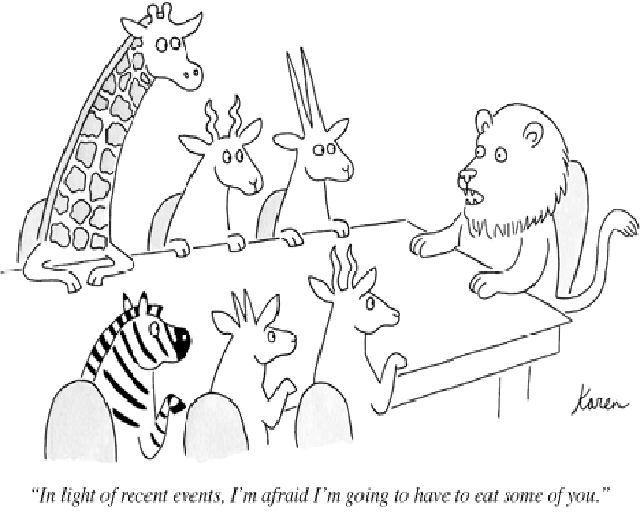 Karen
“In light of recent events, I'm afraid I'm going to have to eat some of you.”